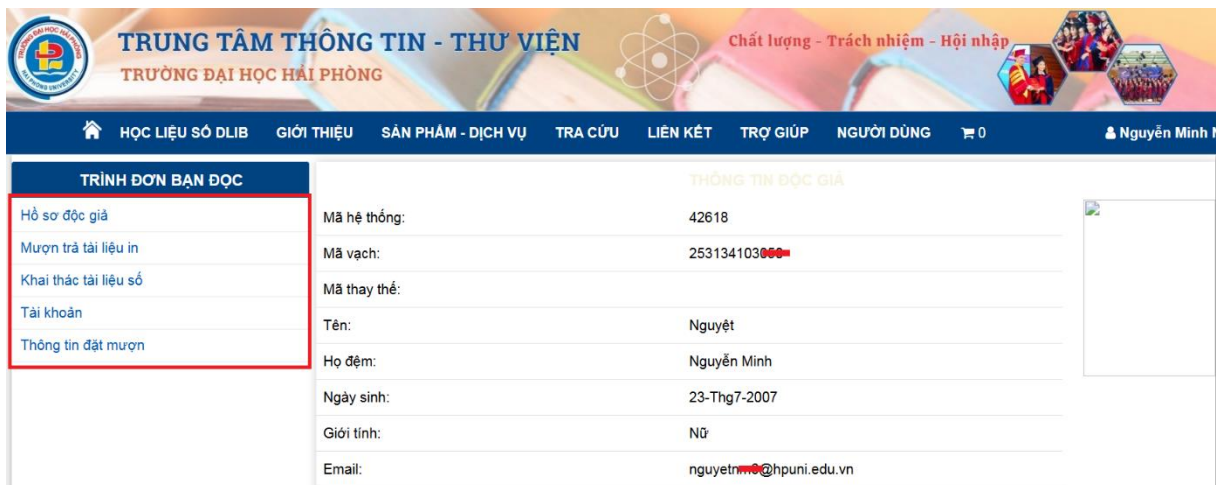 TRUNG TÂM THÔNG TIN - THƯ VIỆN
TRƯỜNG ĐẠI HỌC HẢI PHÒNG
Chất lượng - Trách nhiệm - Hội nhập
HỌC LIỆU SỐ DLIB GIỚI THIỆU SẢN PHẨM - DỊCH VỤ TRA CỨU LIÊN KẾT TRỢ GIÚP NGƯỜI DÙNG 0 Nguyễn Minh
TRÌNH ĐƠN BẠN ĐỌC
Hồ sơ độc giả
Mượn trả tài liệu in
Khai thác tài liệu số
Tài khoản
Thông tin đặt mượn
THÔNG TIN ĐỘC GIẢ
Mã hệ thống: 42618
Mã vạch: 253134103
Mã thay thế:
Tên: Nguyệt
Họ đệm: Nguyễn Minh
Ngày sinh: 23-Thg7-2007
Giới tính: Nữ
Email: nguyetn @hpuni.edu.vn